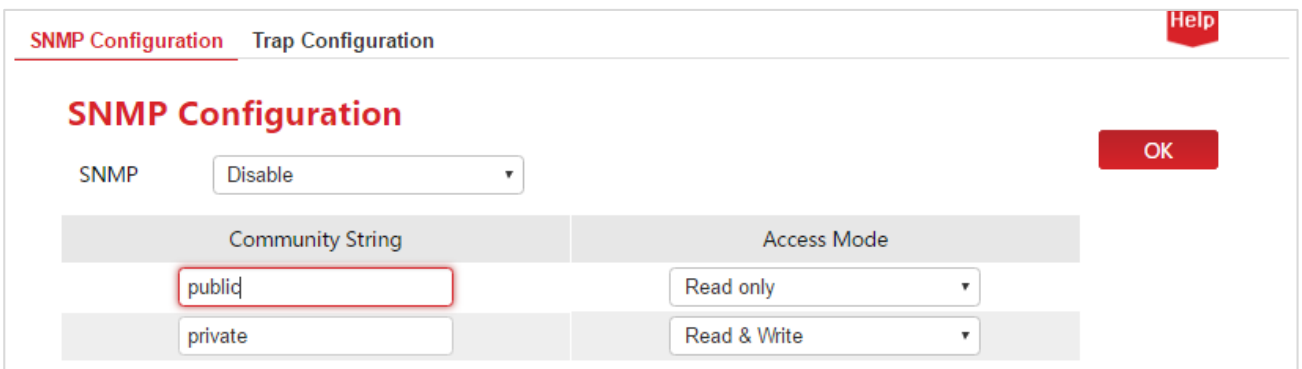 Help
SNMP Configuration Trap Configuration
SNMP Configuration
OK
SNMP Disable
Community String Access Mode
public Read only
private Read & Write